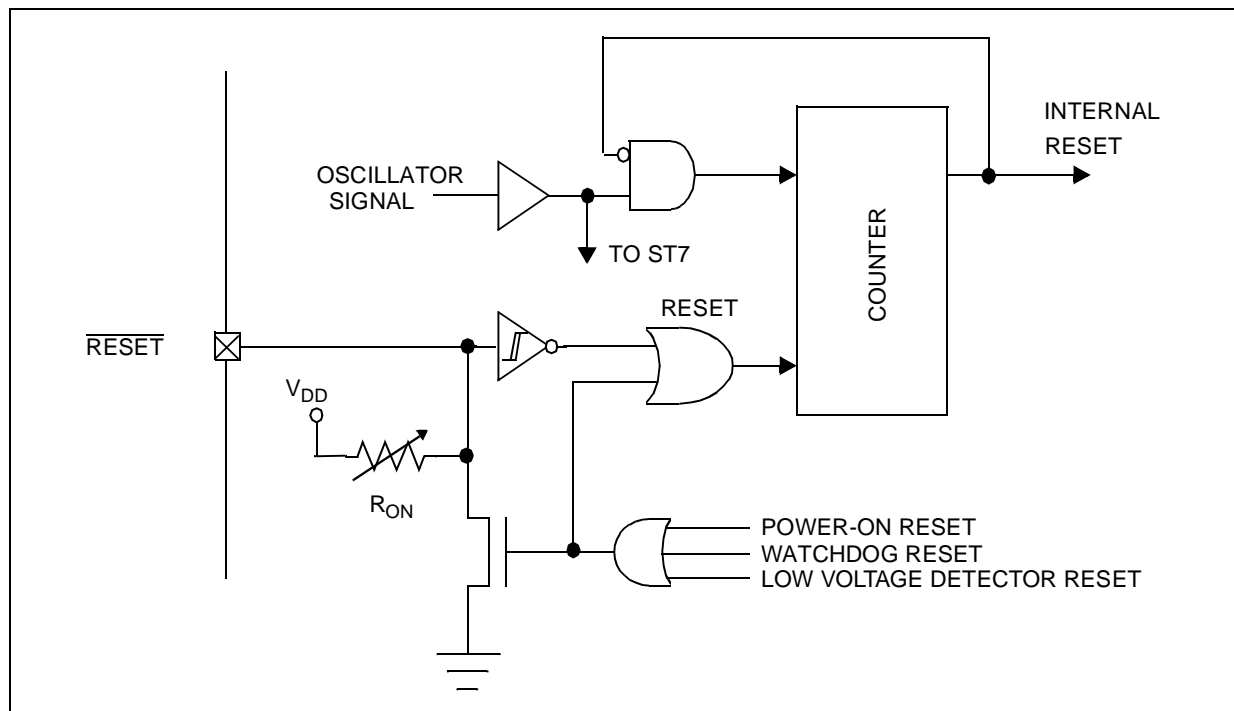 INTERNAL
RESET
OSCILLATOR
SIGNAL
TO ST7
COUNTER
RESET
RESET
VDD
RON
POWER-ON RESET
WATCHDOG RESET
LOW VOLTAGE DETECTOR RESET